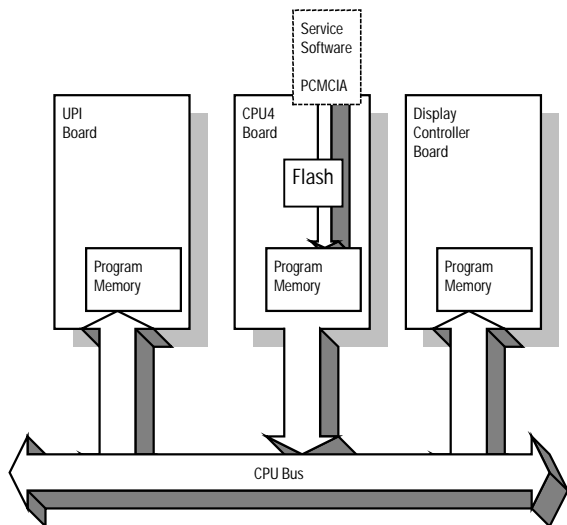 Service
Software
PCMCIA
UPI
Board
CPU4
Board
Display
Controller
Board
Flash
Program
Memory
Program
Memory
Program
Memory
CPU Bus